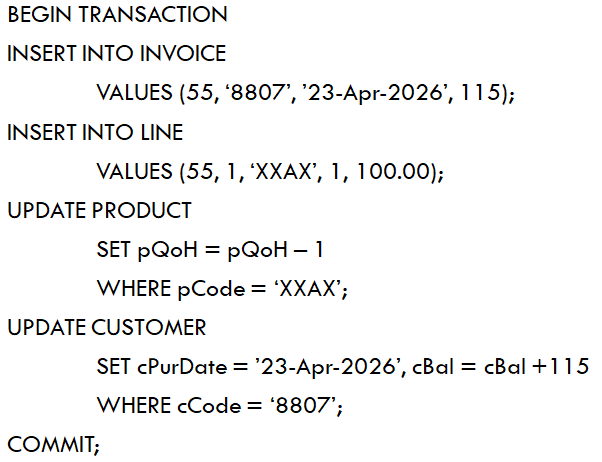 BEGIN TRANSACTION
INSERT INTO INVOICE
VALUES (55, ‘8807’, ’23-Apr-2026’, 115);
INSERT INTO LINE
VALUES (55, 1, ‘XXAX’, 1, 100.00);
UPDATE PRODUCT
SET pQoH = pQoH – 1
WHERE pCode = ‘XXAX’;
UPDATE CUSTOMER
SET cPurDate = ’23-Apr-2026’, cBal = cBal +115
WHERE cCode = ‘8807’;
COMMIT;